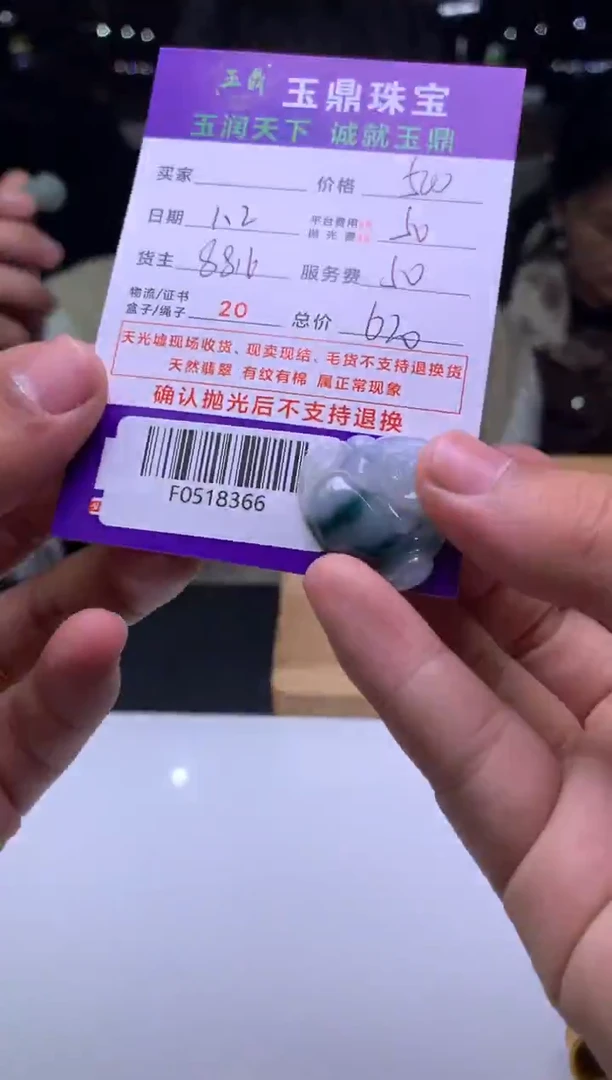 玉鼎 玉鼎珠宝
玉润天下 诚就玉鼎
买家 价格 500
日期 1.2 平台费用 抛光费 50
货主 8816 服务费 50
物流/证书 盒子/绳子 20 总价 620
天光墟现场收货、现卖现结、毛货不支持退换货
天然翡翠 有纹有棉 属正常现象
确认抛光后不支持退换
F0518366